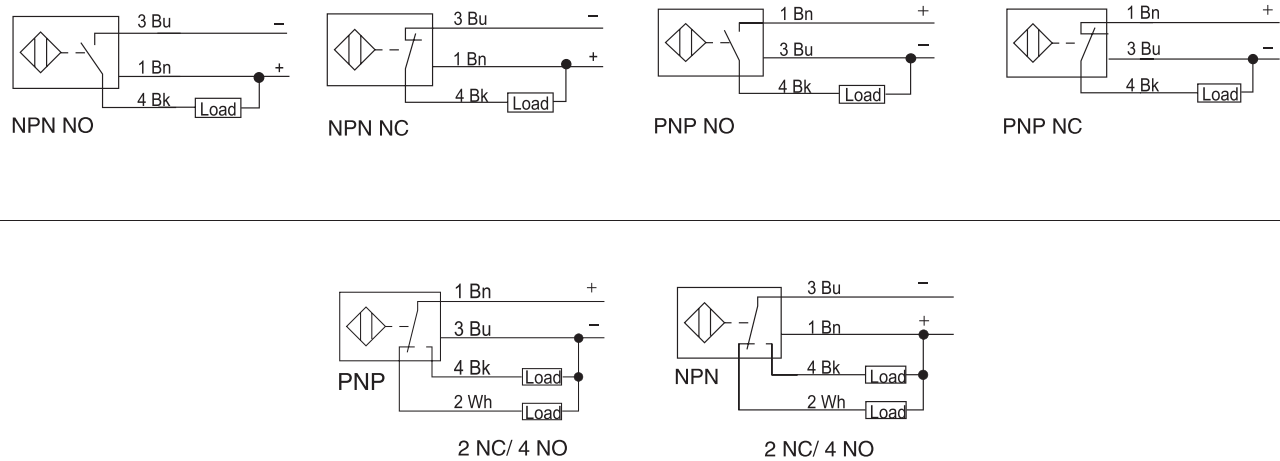 3 Bu –
1 Bn +
4 Bk Load
NPN NO
3 Bu –
1 Bn +
4 Bk Load
NPN NC
1 Bn +
3 Bu –
4 Bk Load
PNP NO
1 Bn +
3 Bu –
4 Bk Load
PNP NC
1 Bn +
3 Bu –
4 Bk Load
2 Wh Load
PNP
2 NC/ 4 NO
3 Bu –
1 Bn +
4 Bk Load
2 Wh Load
NPN
2 NC/ 4 NO